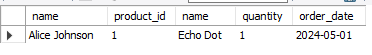 name product_id name quantity order_date
Alice Johnson 1 Echo Dot 1 2024-05-01